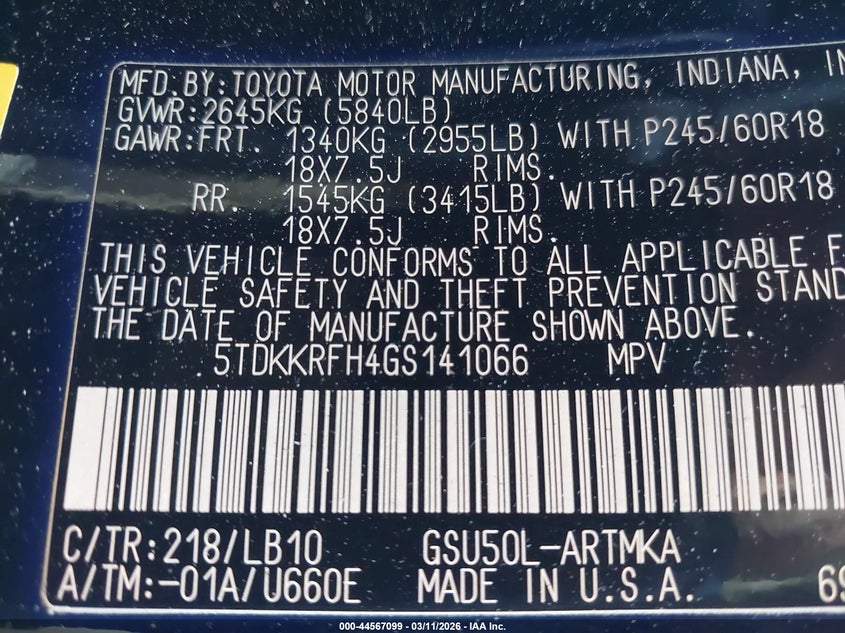 MFD.BY:TOYOTA MOTOR MANUFACTURING, INDIANA, IN
GVWR:2645KG (5840LB)
GAWR:FRT. 1340KG (2955LB) WITH P245/60R18
18X7.5J RIMS.
RR. 1545KG (3415LB) WITH P245/60R18
18X7.5J RIMS.
THIS VEHICLE CONFORMS TO ALL APPLICABLE F
VEHICLE SAFETY AND THEFT PREVENTION STAND
THE DATE OF MANUFACTURE SHOWN ABOVE.
5TDKKRFH4GS141066 MPV
C/TR:218/LB10 GSU50L-ARTMKA
A/TM:-01A/U660E MADE IN U.S.A. 69
000-44567099 - 03/11/2026 - IAA Inc.